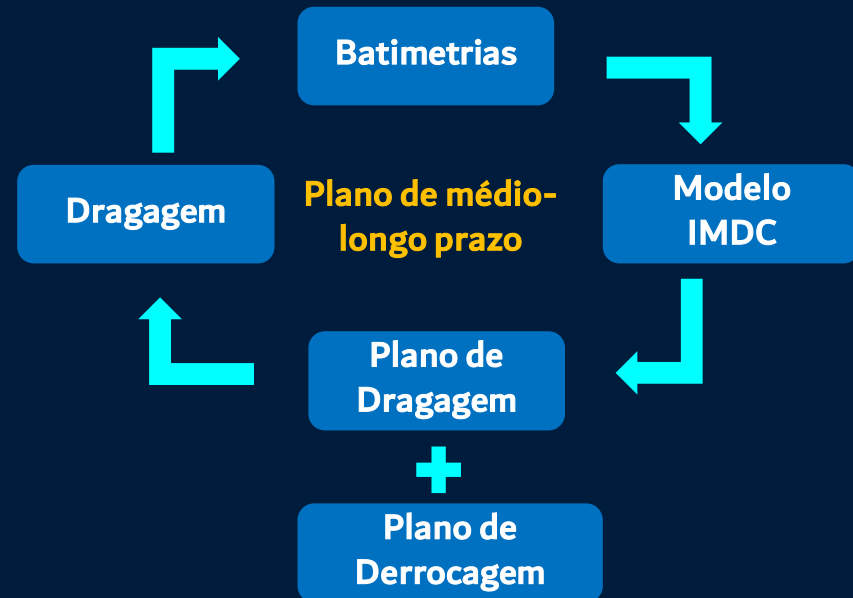 Batimetrias
Dragagem
Plano de médio-
longo prazo
Modelo
IMDC
Plano de
Dragagem
Plano de
Derrocagem